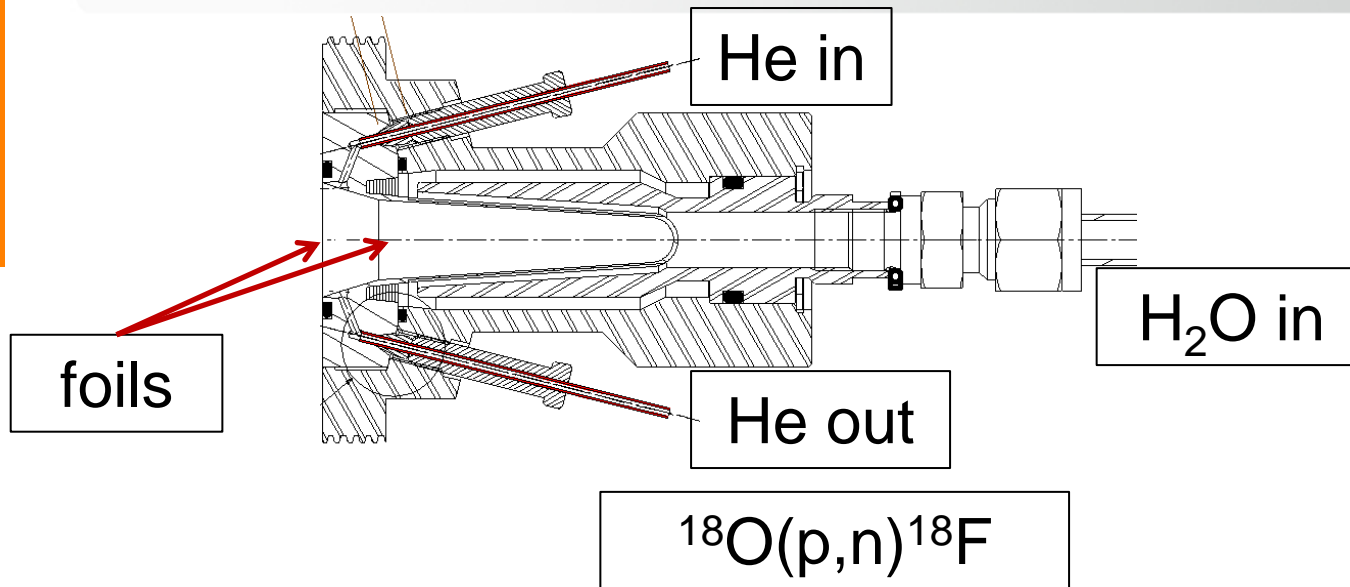 He in
H₂O in
foils
He out
¹⁸O(p,n)¹⁸F